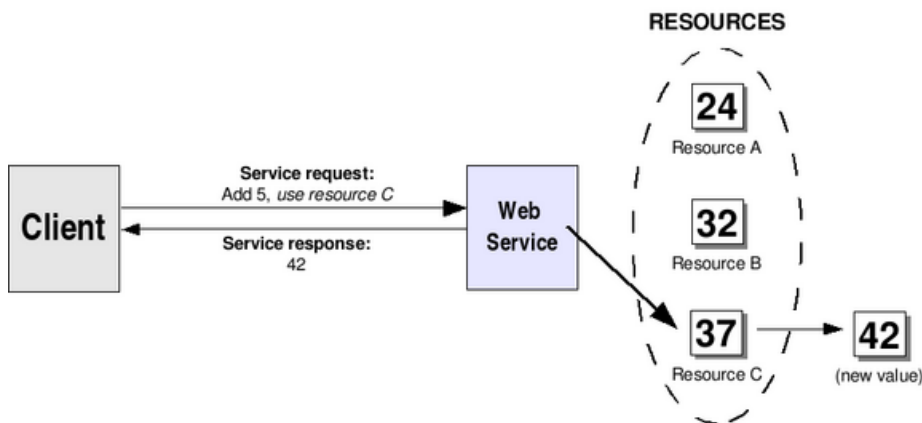 RESOURCES
24
Resource A
Client
Service request:
Add 5, use resource C
Service response:
42
Web
Service
32
Resource B
37
Resource C
42
(new value)